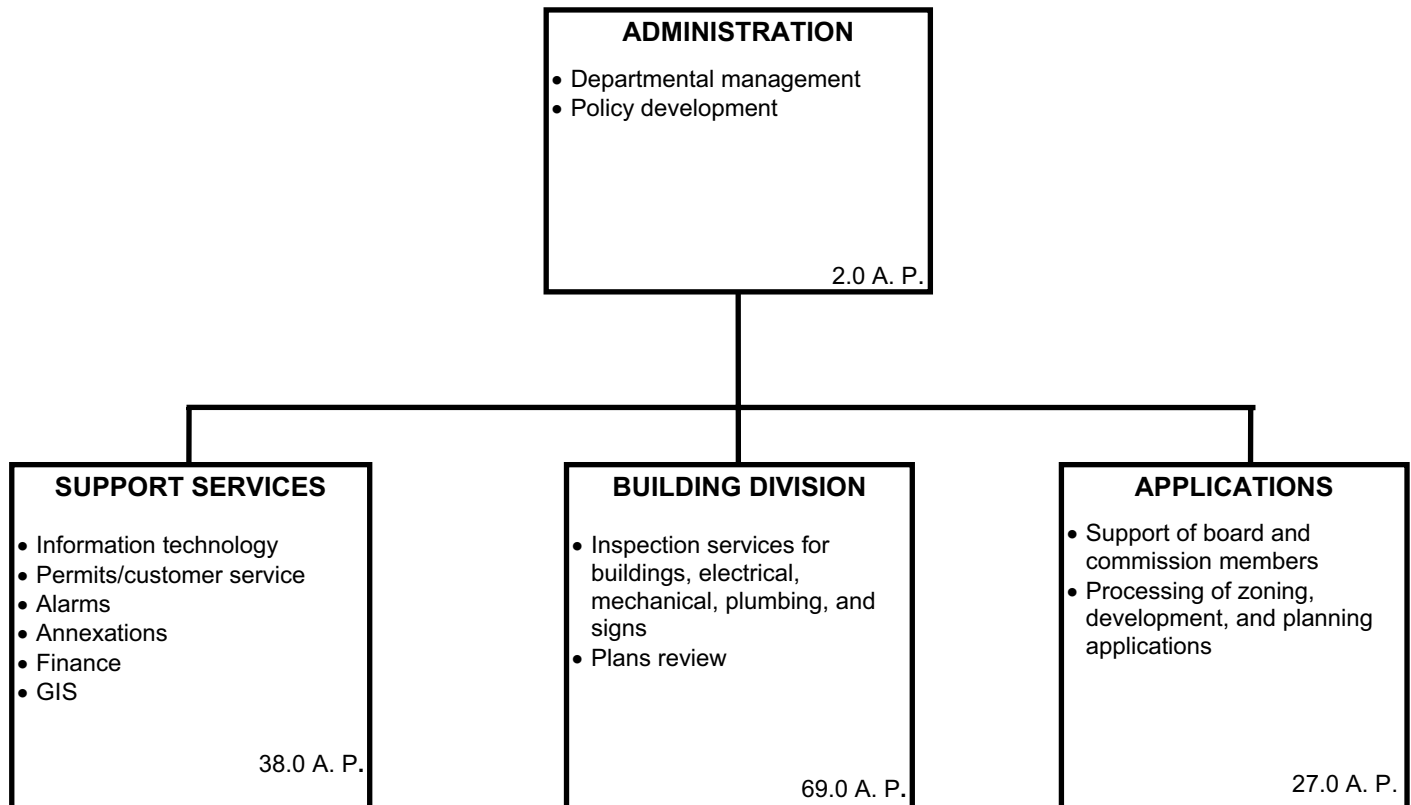 ADMINISTRATION
• Departmental management
• Policy development
2.0 A. P.
SUPPORT SERVICES
• Information technology
• Permits/customer service
• Alarms
• Annexations
• Finance
• GIS
38.0 A. P.
BUILDING DIVISION
• Inspection services for
buildings, electrical,
mechanical, plumbing, and
signs
• Plans review
69.0 A. P.
APPLICATIONS
• Support of board and
commission members
• Processing of zoning,
development, and planning
applications
27.0 A. P.